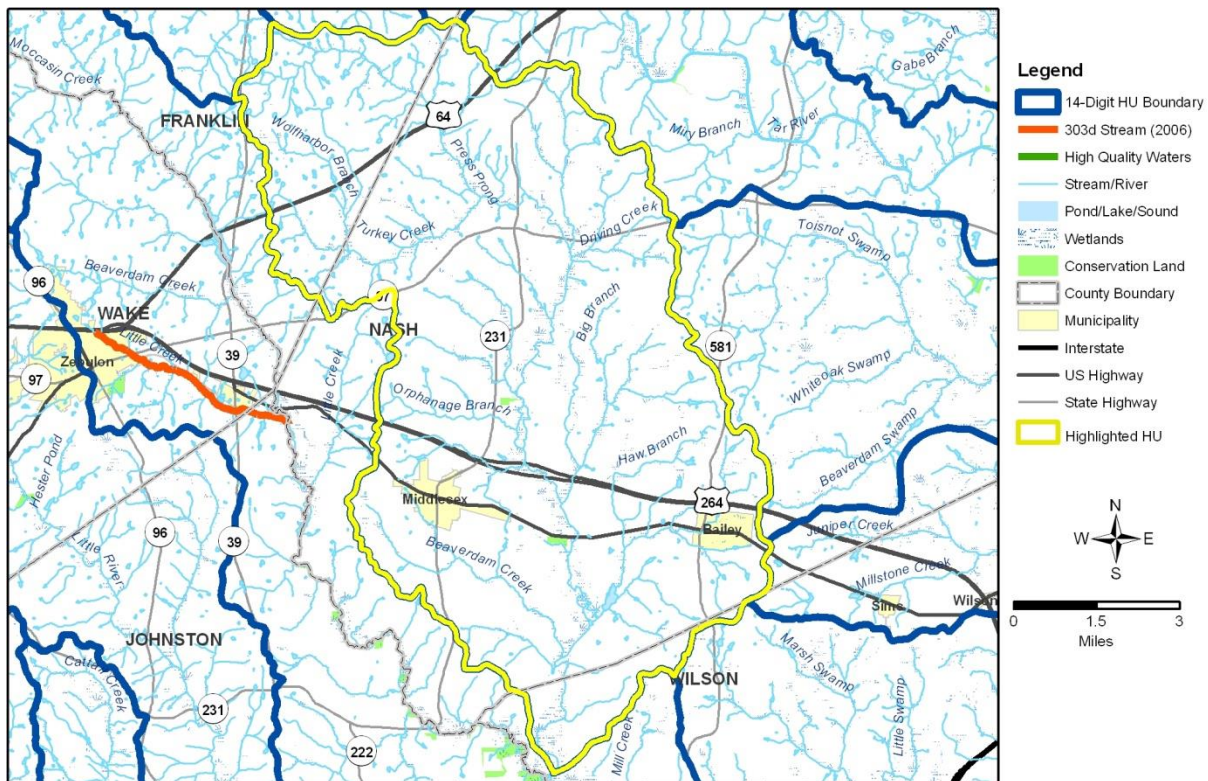 Moccasin Creek
FRANKLIN
Wolfharbor Branch
64
Press Prong
Miry Branch
Tar River
Gabe Branch
Turkey Creek
Driving Creek
Toisnot Swamp
Beaverdam Creek
96
WAKE
Little Creek
Zebulon
97
39
NASH
231
Big Branch
581
Whiteoak Swamp
Little Creek
Orphanage Branch
Haw Branch
Beaverdam Swamp
Hester Pond
Middlesex
264
Bailey
Juniper Creek
96
39
Little River
Beaverdam Creek
Millstone Creek
Sims
Wilson
JOHNSTON
Marsh Swamp
WILSON
231
222
Mill Creek
Little Swamp
Legend
14-Digit HU Boundary
303d Stream (2006)
High Quality Waters
Stream/River
Pond/Lake/Sound
Wetlands
Conservation Land
County Boundary
Municipality
Interstate
US Highway
State Highway
Highlighted HU
N
W E
S
0 1.5 3
Miles